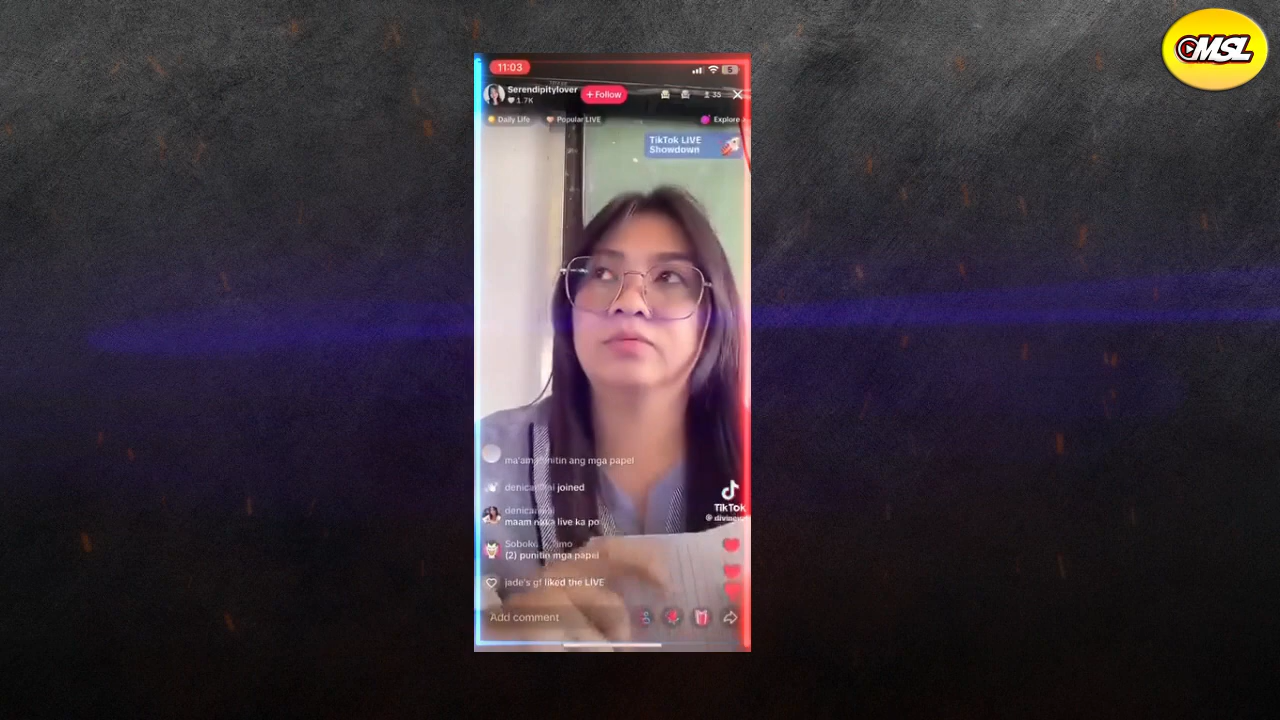 MSL
11:03
5
Serendipitylover
1.7K
+ Follow
35
Daily Life
Popular LIVE
Explore
TikTok LIVE
Showdown
ang mga papel
joined
TikTok
maam
live ka po
(2) punitin mga papel
jade's gf liked the LIVE
Add comment